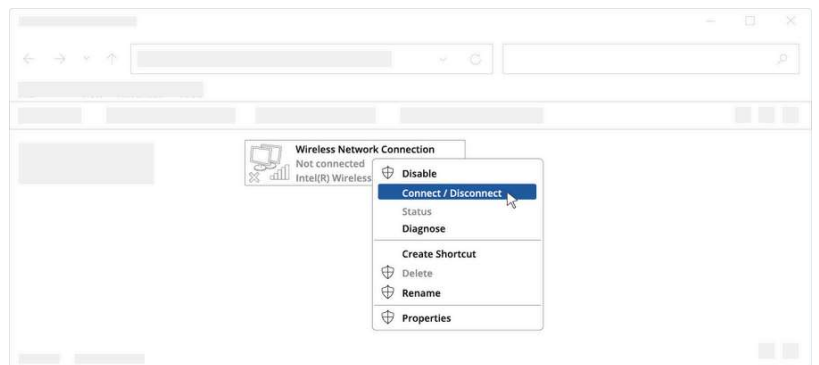 Wireless Network Connection
Not connected
Intel(R) Wireless
Disable
Connect / Disconnect
Status
Diagnose
Create Shortcut
Delete
Rename
Properties